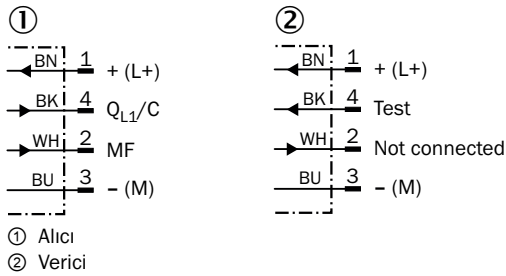 ① ②
BN 1 + (L+) BN 1 + (L+)
BK 4 Q_L1/C BK 4 Test
WH 2 MF WH 2 Not connected
BU 3 − (M) BU 3 − (M)
① Alıcı
② Verici